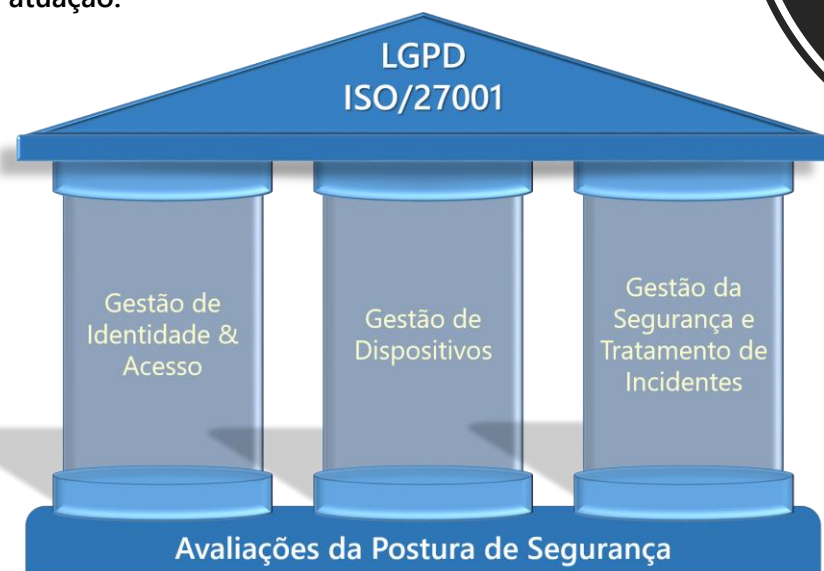 atuação.
LGPD
ISO/27001
Gestão de
Identidade &
Acesso
Gestão de
Dispositivos
Gestão da
Segurança e
Tratamento de
Incidentes
Avaliações da Postura de Segurança